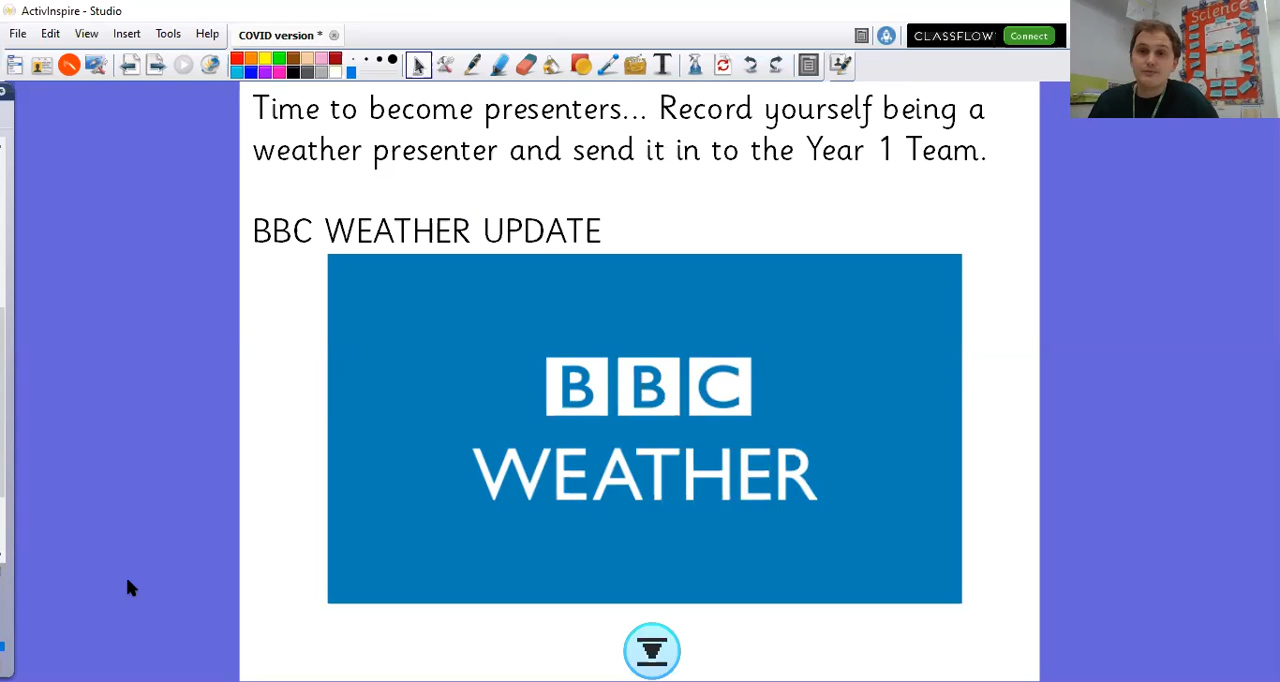 ActivInspire - Studio
File Edit View Insert Tools Help
COVID version *
CLASSFLOW Connect
Science
Time to become presenters... Record yourself being a
weather presenter and send it in to the Year 1 Team.
BBC WEATHER UPDATE
BBC
WEATHER